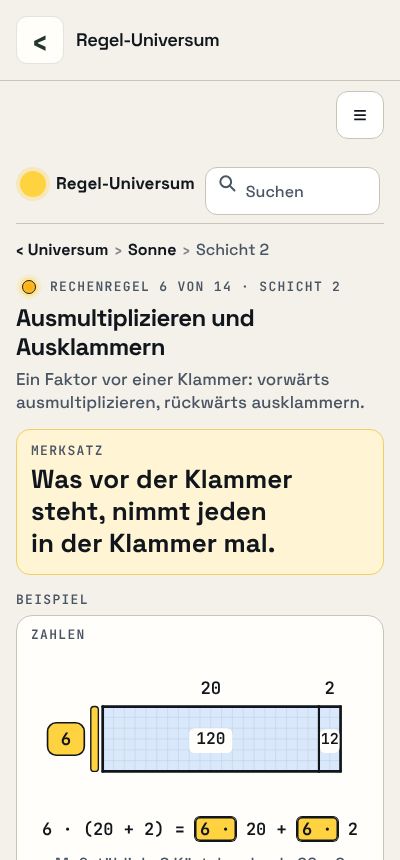 <
Regel-Universum
≡
Regel-Universum
Suchen
< Universum > Sonne > Schicht 2
RECHENREGEL 6 VON 14 · SCHICHT 2
Ausmultiplizieren und
Ausklammern
Ein Faktor vor einer Klammer: vorwärts
ausmultiplizieren, rückwärts ausklammern.
MERKSATZ
Was vor der Klammer
steht, nimmt jeden
in der Klammer mal.
BEISPIEL
ZAHLEN
20 2
6 120 12
6 · (20 + 2) = 6 · 20 + 6 · 2